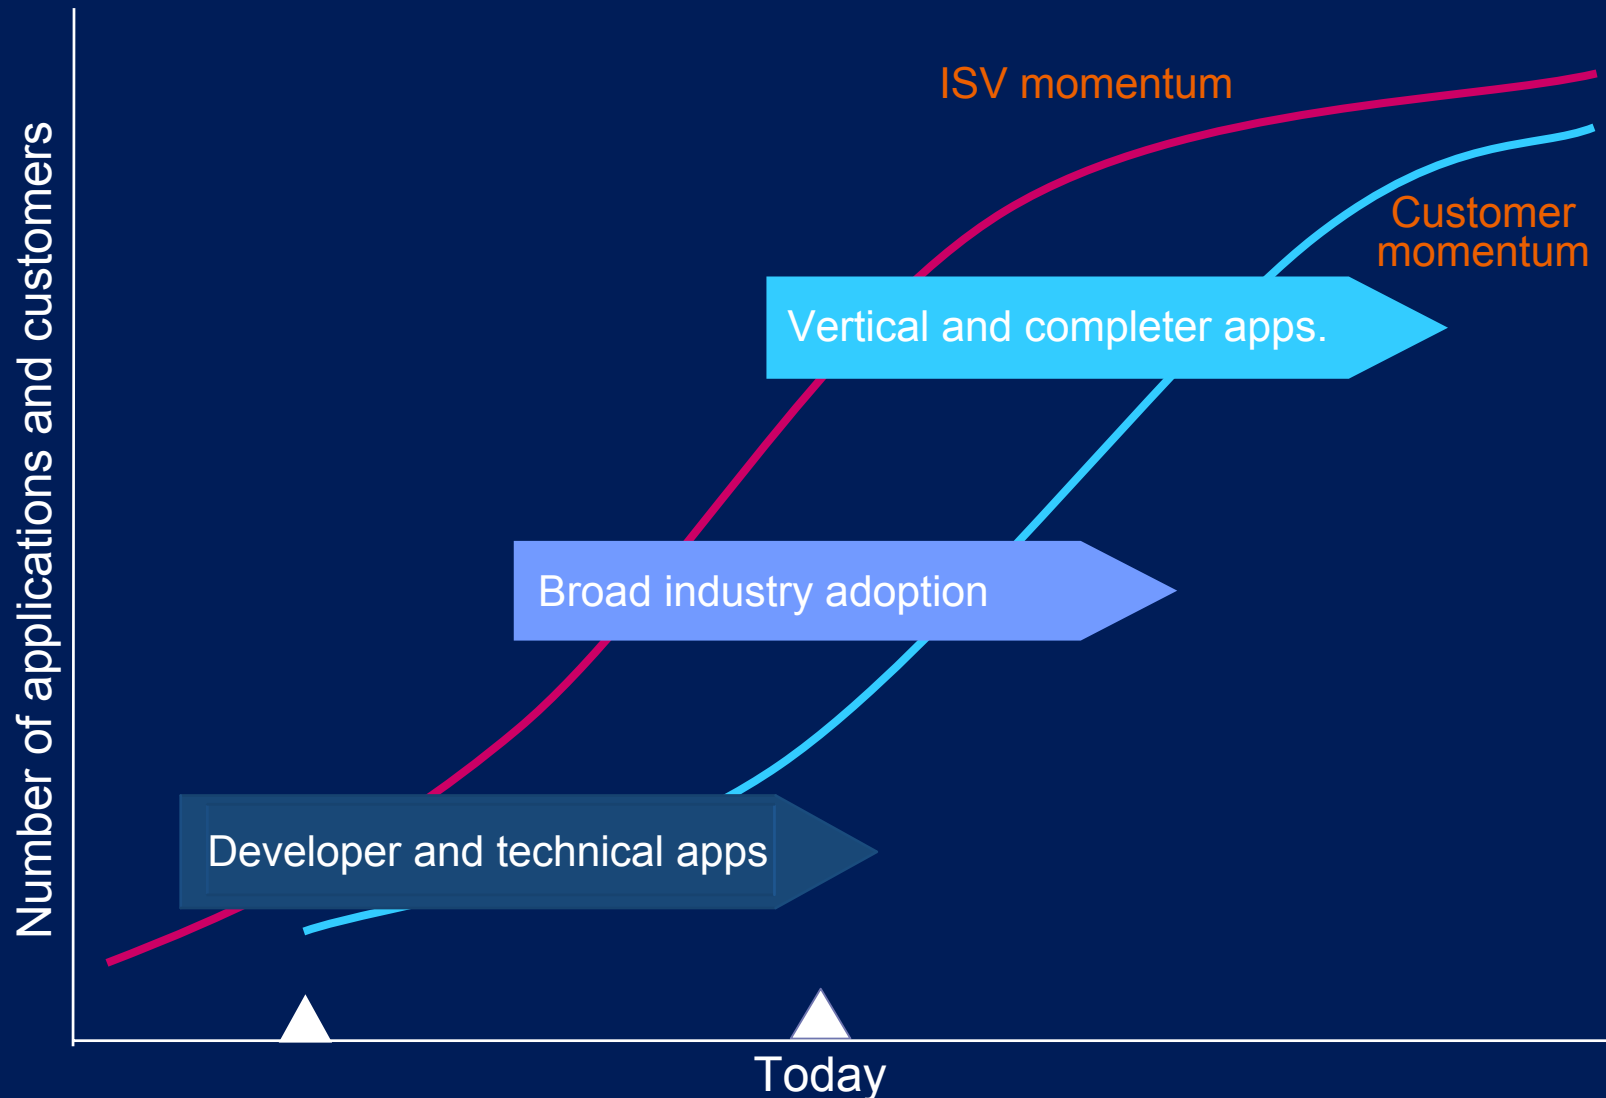 Number of applications and customers
ISV momentum
Customer
momentum
Vertical and completer apps.
Broad industry adoption
Developer and technical apps
Today